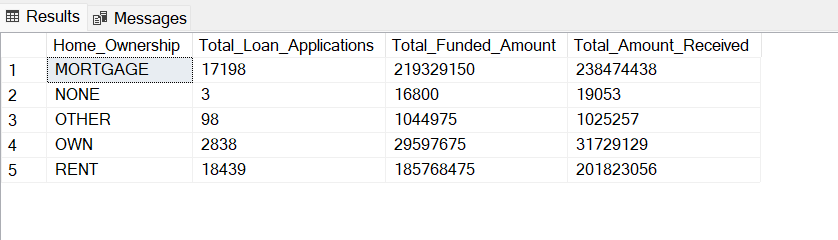 Results Messages
Home_Ownership Total_Loan_Applications Total_Funded_Amount Total_Amount_Received
1 MORTGAGE 17198 219329150 238474438
2 NONE 3 16800 19053
3 OTHER 98 1044975 1025257
4 OWN 2838 29597675 31729129
5 RENT 18439 185768475 201823056